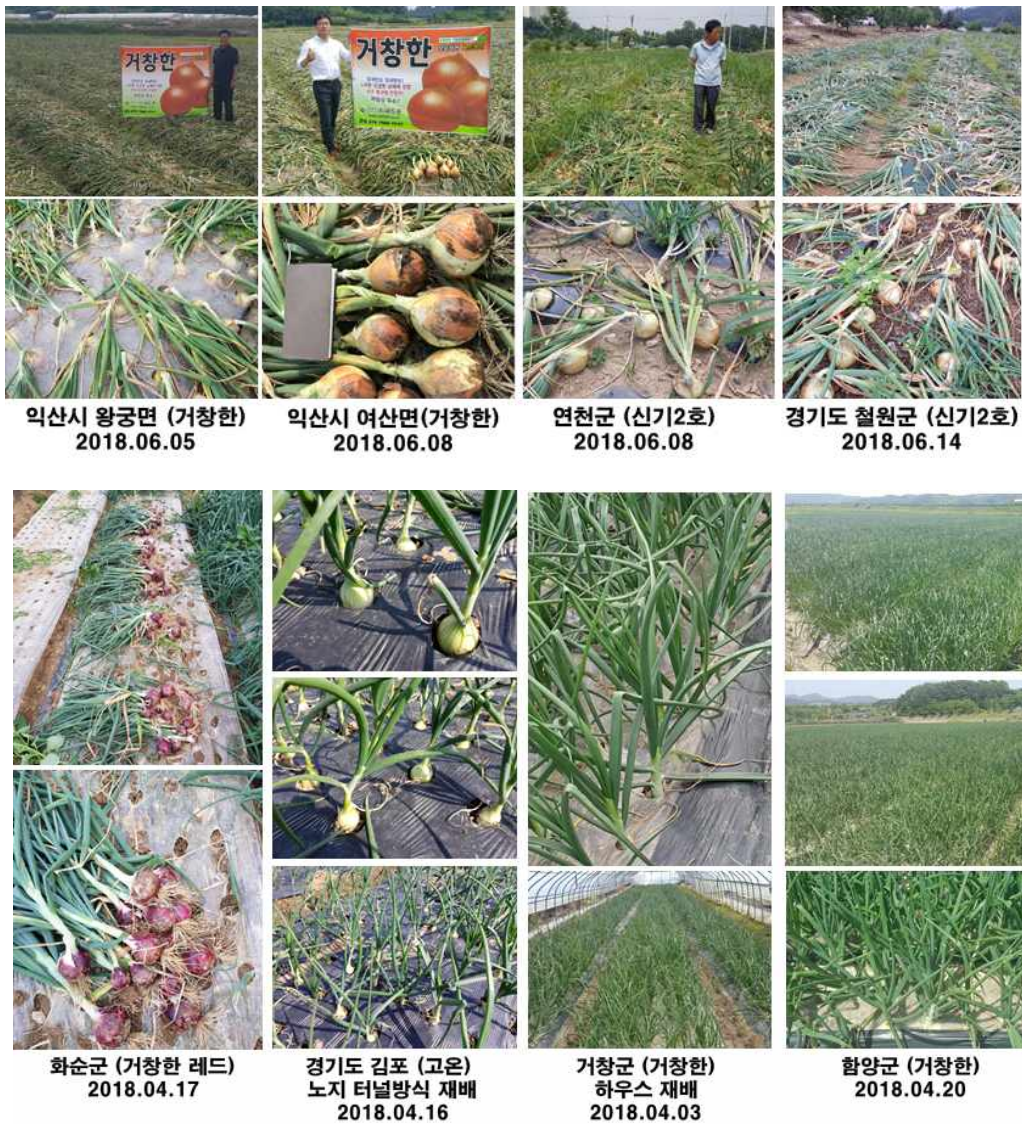 거창한
거창한
익산시 왕궁면 (거창한)
2018.06.05
익산시 여산면(거창한)
2018.06.08
연천군 (신기2호)
2018.06.08
경기도 철원군 (신기2호)
2018.06.14
화순군 (거창한 레드)
2018.04.17
경기도 김포 (고온)
노지 터널방식 재배
2018.04.16
거창군 (거창한)
하우스 재배
2018.04.03
함양군 (거창한)
2018.04.20